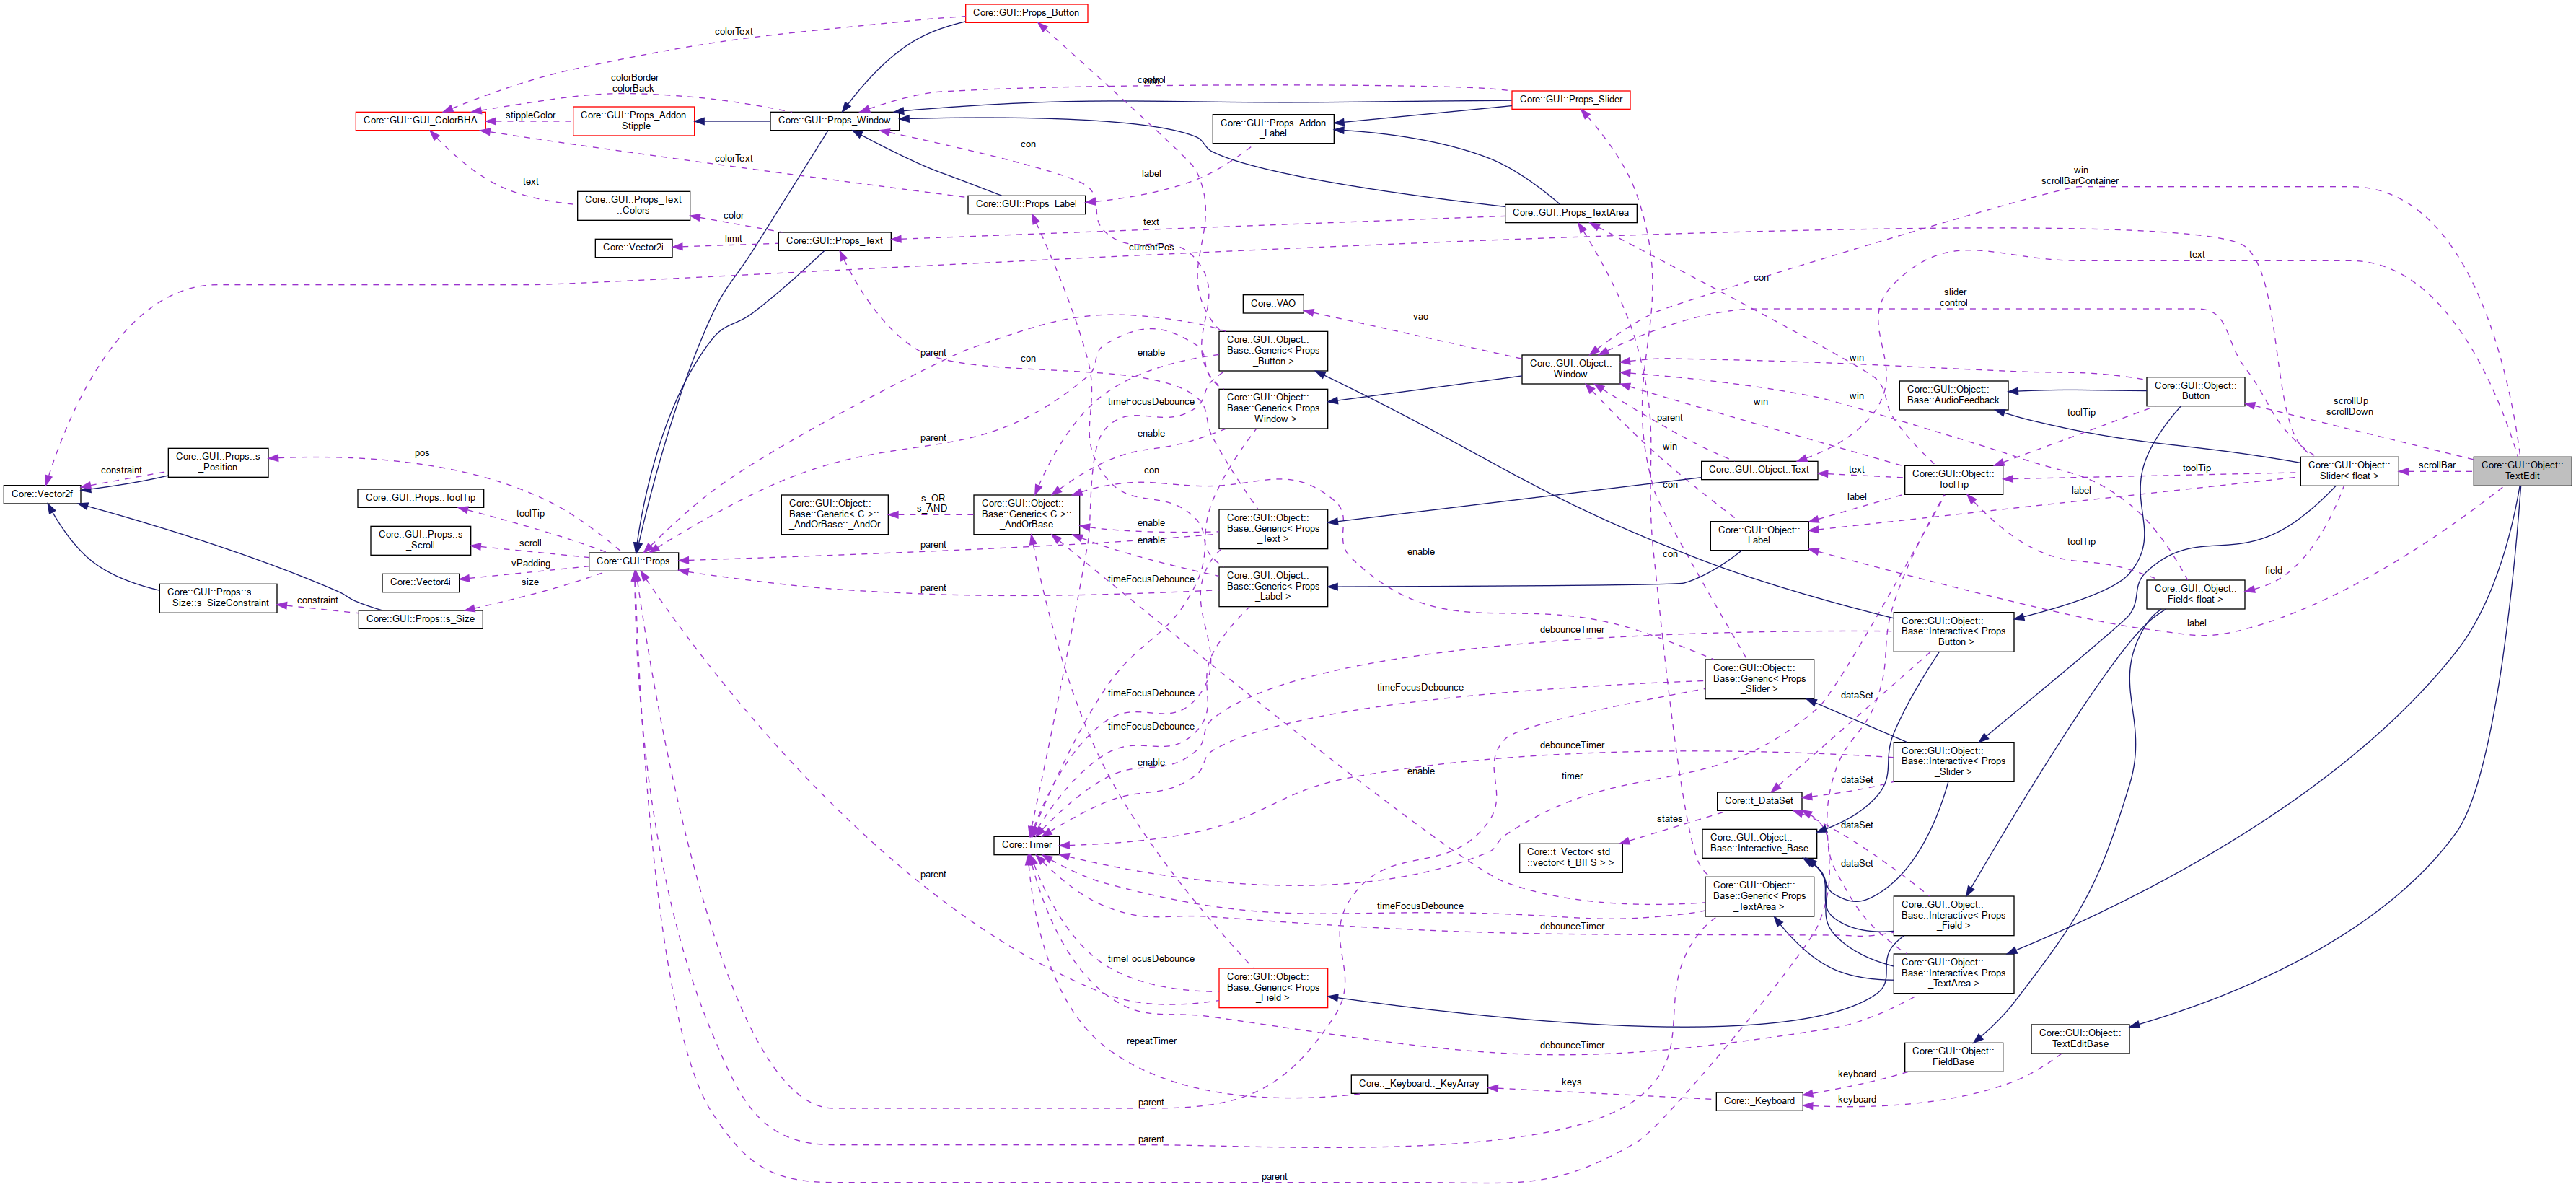 Core::GUI::Props_Button
colorText
colorBorder
colorBack
control
Core::GUI::Props_Slider
Core::GUI::GUI_ColorBHA
stippleColor
Core::GUI::Props_Addon
_Stipple
Core::GUI::Props_Window
Core::GUI::Props_Addon
_Label
con
colorText
label
win
scrollBarContainer
text
Core::GUI::Props_Text
::Colors
color
Core::GUI::Props_Label
Core::GUI::Props_TextArea
text
Core::Vector2i
limit
Core::GUI::Props_Text
currentPos
text
con
slider
control
Core::VAO
vao
parent
con
enable
Core::GUI::Object::
Base::Generic< Props
_Button >
Core::GUI::Object::
Window
win
Core::GUI::Object::
Base::AudioFeedback
Core::GUI::Object::
Button
timeFocusDebounce
Core::GUI::Object::
Base::Generic< Props
_Window >
win
win
toolTip
scrollUp
scrollDown
parent
parent
enable
win
pos
Core::GUI::Props::s
_Position
constraint
con
Core::GUI::Object::Text
text
Core::GUI::Object::
ToolTip
toolTip
Core::GUI::Object::
Slider< float >
scrollBar
Core::GUI::Object::
TextEdit
Core::Vector2f
Core::GUI::Props::ToolTip
toolTip
Core::GUI::Object::
Base::Generic< C >::
_AndOrBase::_AndOr
s_OR
s_AND
Core::GUI::Object::
Base::Generic< C >::
_AndOrBase
con
label
label
Core::GUI::Props::s
_Scroll
scroll
parent
enable
enable
Core::GUI::Object::
Base::Generic< Props
_Text >
enable
con
Core::GUI::Object::
Label
toolTip
Core::GUI::Props
vPadding
Core::Vector4i
size
parent
timeFocusDebounce
Core::GUI::Object::
Base::Generic< Props
_Label >
field
Core::GUI::Object::
Field< float >
Core::GUI::Props::s
_Size::s_SizeConstraint
constraint
Core::GUI::Props::s_Size
debounceTimer
Core::GUI::Object::
Base::Interactive< Props
_Button >
label
timeFocusDebounce
timeFocusDebounce
Core::GUI::Object::
Base::Generic< Props
_Slider >
dataSet
timeFocusDebounce
enable
debounceTimer
Core::GUI::Object::
Base::Interactive< Props
_Slider >
enable
timer
dataSet
Core::t_DataSet
states
dataSet
Core::Timer
Core::GUI::Object::
Base::Interactive_Base
Core::t_Vector< std
::vector< t_BIFS > >
dataSet
parent
Core::GUI::Object::
Base::Generic< Props
_TextArea >
timeFocusDebounce
Core::GUI::Object::
Base::Interactive< Props
_Field >
debounceTimer
timeFocusDebounce
Core::GUI::Object::
Base::Generic< Props
_Field >
Core::GUI::Object::
Base::Interactive< Props
_TextArea >
repeatTimer
debounceTimer
Core::GUI::Object::
TextEditBase
Core::GUI::Object::
FieldBase
Core::_Keyboard::_KeyArray
keys
keyboard
Core::_Keyboard
keyboard
parent
parent
parent